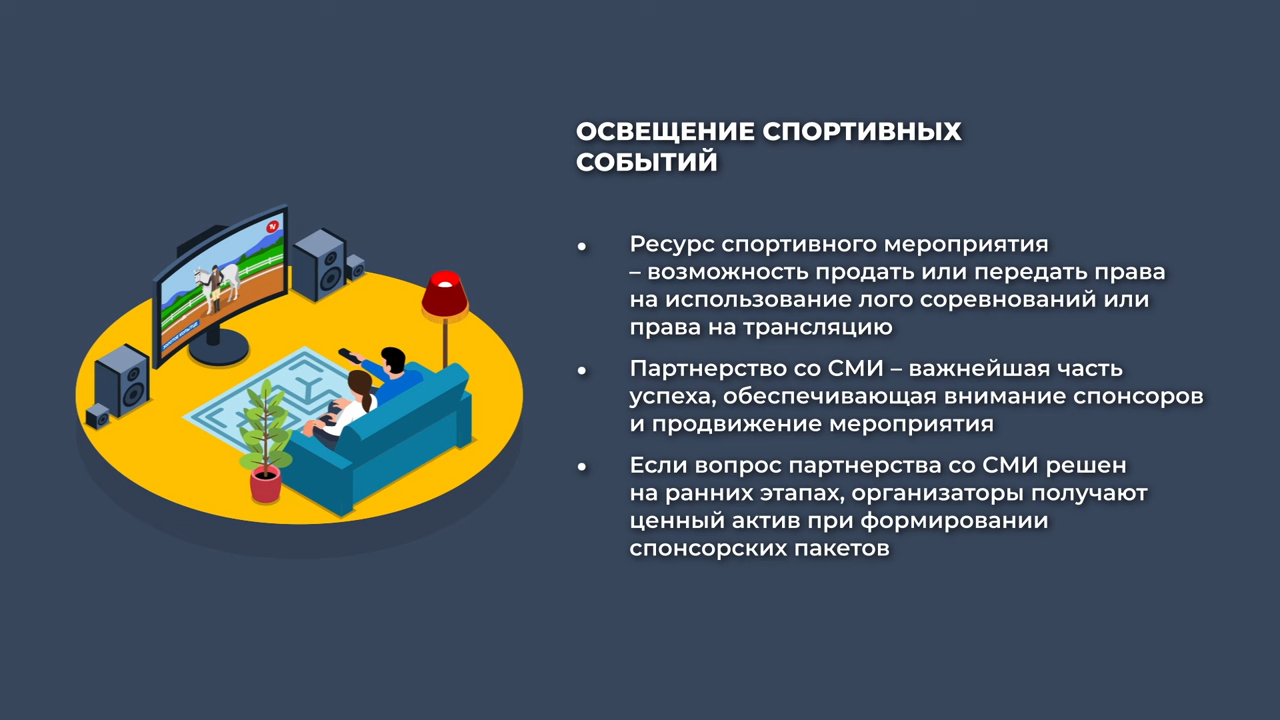 ОСВЕЩЕНИЕ СПОРТИВНЫХ
СОБЫТИЙ
• Ресурс спортивного мероприятия
– возможность продать или передать права
на использование лого соревнований или
права на трансляцию
• Партнерство со СМИ – важнейшая часть
успеха, обеспечивающая внимание спонсоров
и продвижение мероприятия
• Если вопрос партнерства со СМИ решен
на ранних этапах, организаторы получают
ценный актив при формировании
спонсорских пакетов
TV